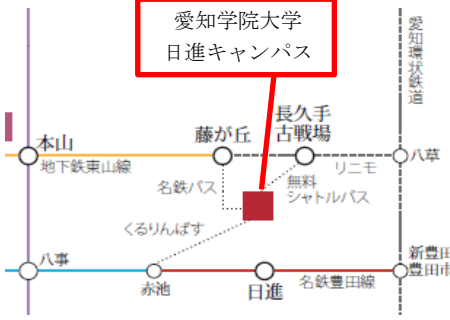 愛知学院大学
日進キャンパス
愛知環状鉄道
本山
藤が丘
長久手
古戦場
八草
地下鉄東山線
リニモ
名鉄バス
無料
シャトルバス
くるりんばす
八事
赤池
日進
名鉄豊田線
新豊田
豊田市